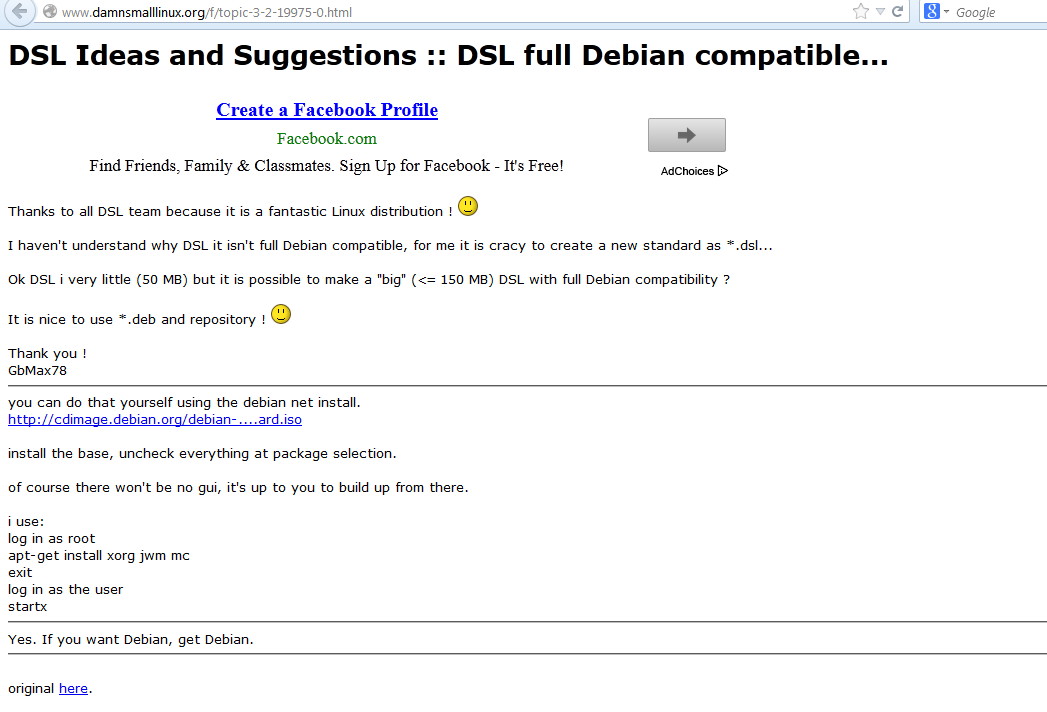 www.damnsmalllinux.org/f/topic-3-2-19975-0.html
Google
DSL Ideas and Suggestions :: DSL full Debian compatible...
Create a Facebook Profile
Facebook.com
Find Friends, Family & Classmates. Sign Up for Facebook - It's Free!
AdChoices
Thanks to all DSL team because it is a fantastic Linux distribution !
I haven't understand why DSL it isn't full Debian compatible, for me it is cracy to create a new standard as *.dsl...
Ok DSL i very little (50 MB) but it is possible to make a "big" (<= 150 MB) DSL with full Debian compatibility ?
It is nice to use *.deb and repository !
Thank you !
GbMax78
you can do that yourself using the debian net install.
http://cdimage.debian.org/debian-....ard.iso
install the base, uncheck everything at package selection.
of course there won't be no gui, it's up to you to build up from there.
i use:
log in as root
apt-get install xorg jwm mc
exit
log in as the user
startx
Yes. If you want Debian, get Debian.
original here.